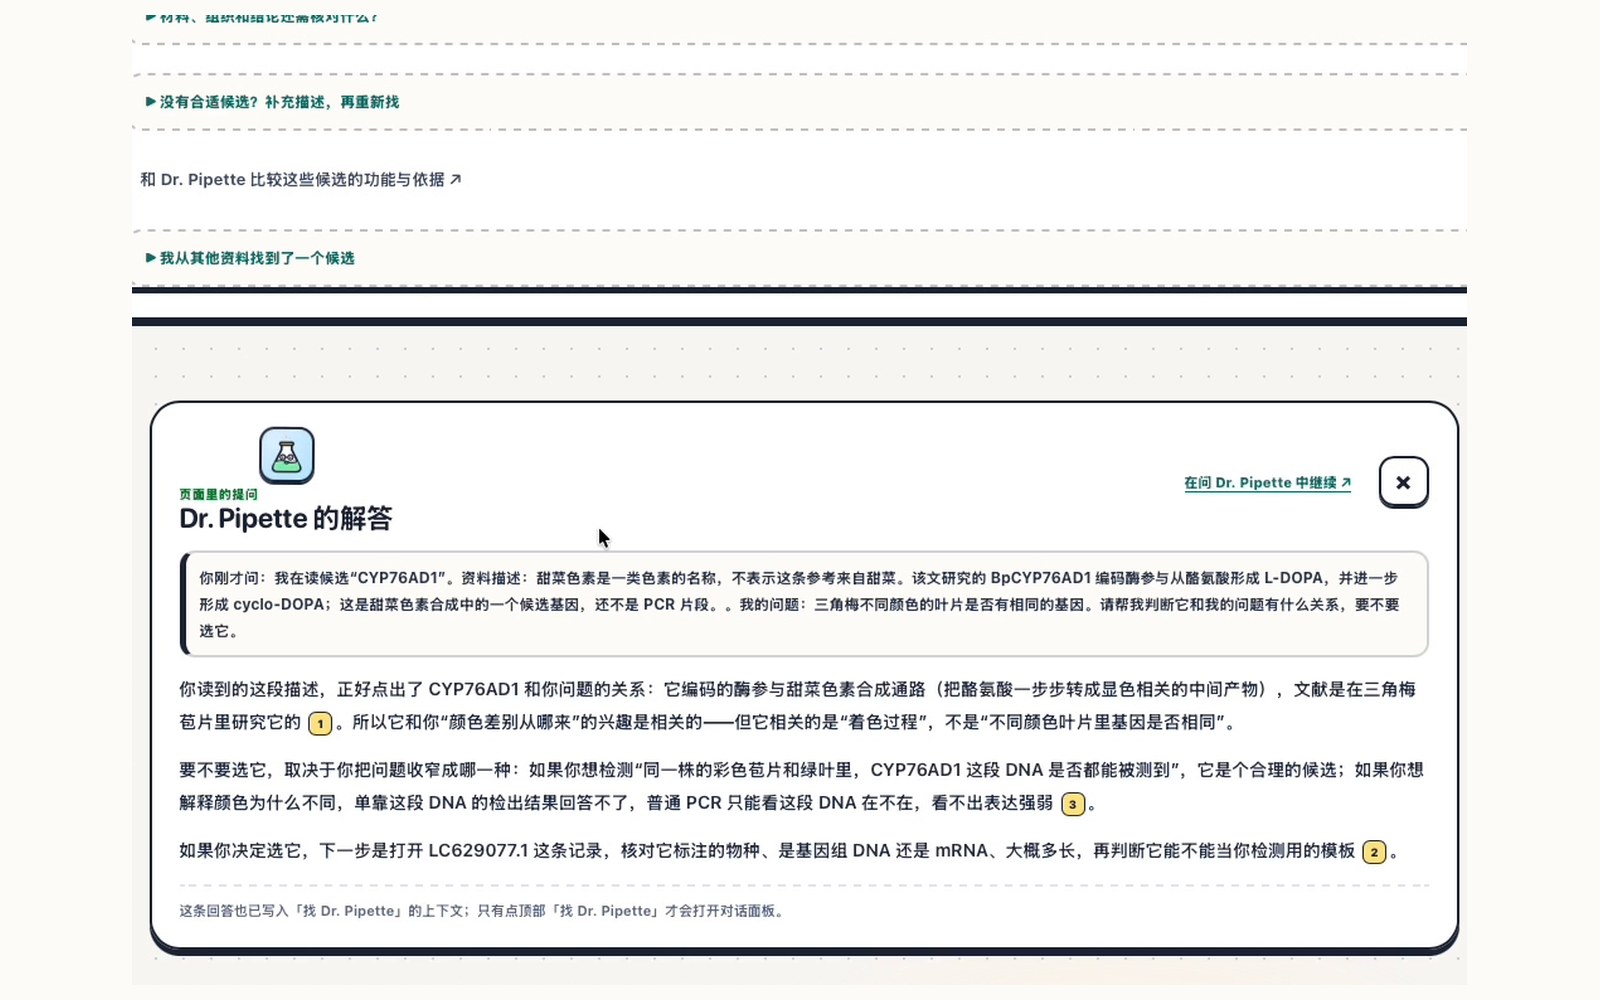 ▶ 材料、组织和结论还需核对什么？
▶ 没有合适候选？补充描述，再重新找
和 Dr. Pipette 比较这些候选的功能与依据 ↗
▶ 我从其他资料找到了一个候选
页面里的提问
Dr. Pipette 的解答
在问 Dr. Pipette 中继续 ↗
×
你刚才问：我在读候选“CYP76AD1”。资料描述：甜菜色素是一类色素的名称，不表示这条参考来自甜菜。该文研究的 BpCYP76AD1 编码酶参与从酪氨酸形成 L-DOPA，并进一步
形成 cyclo-DOPA；这是甜菜色素合成中的一个候选基因，还不是 PCR 片段。。我的问题：三角梅不同颜色的叶片是否有相同的基因。请帮我判断它和我的问题有什么关系，要不要
选它。
你读到的这段描述，正好点出了 CYP76AD1 和你问题的关系：它编码的酶参与甜菜色素合成通路（把酪氨酸一步步转成显色相关的中间产物），文献是在三角梅
苞片里研究它的 1 。所以它和你“颜色差别从哪来”的兴趣是相关的——但它相关的是“着色过程”，不是“不同颜色叶片里基因是否相同”。
要不要选它，取决于你把问题收窄成哪一种：如果你想检测“同一株的彩色苞片和绿叶里，CYP76AD1 这段 DNA 是否都能被测到”，它是个合理的候选；如果你想
解释颜色为什么不同，单靠这段 DNA 的检出结果回答不了，普通 PCR 只能看这段 DNA 在不在，看不出表达强弱 3 。
如果你决定选它，下一步是打开 LC629077.1 这条记录，核对它标注的物种、是基因组 DNA 还是 mRNA、大概多长，再判断它能不能当你检测用的模板 2 。
这条回答也已写入「找 Dr. Pipette」的上下文；只有点顶部「找 Dr. Pipette」才会打开对话面板。